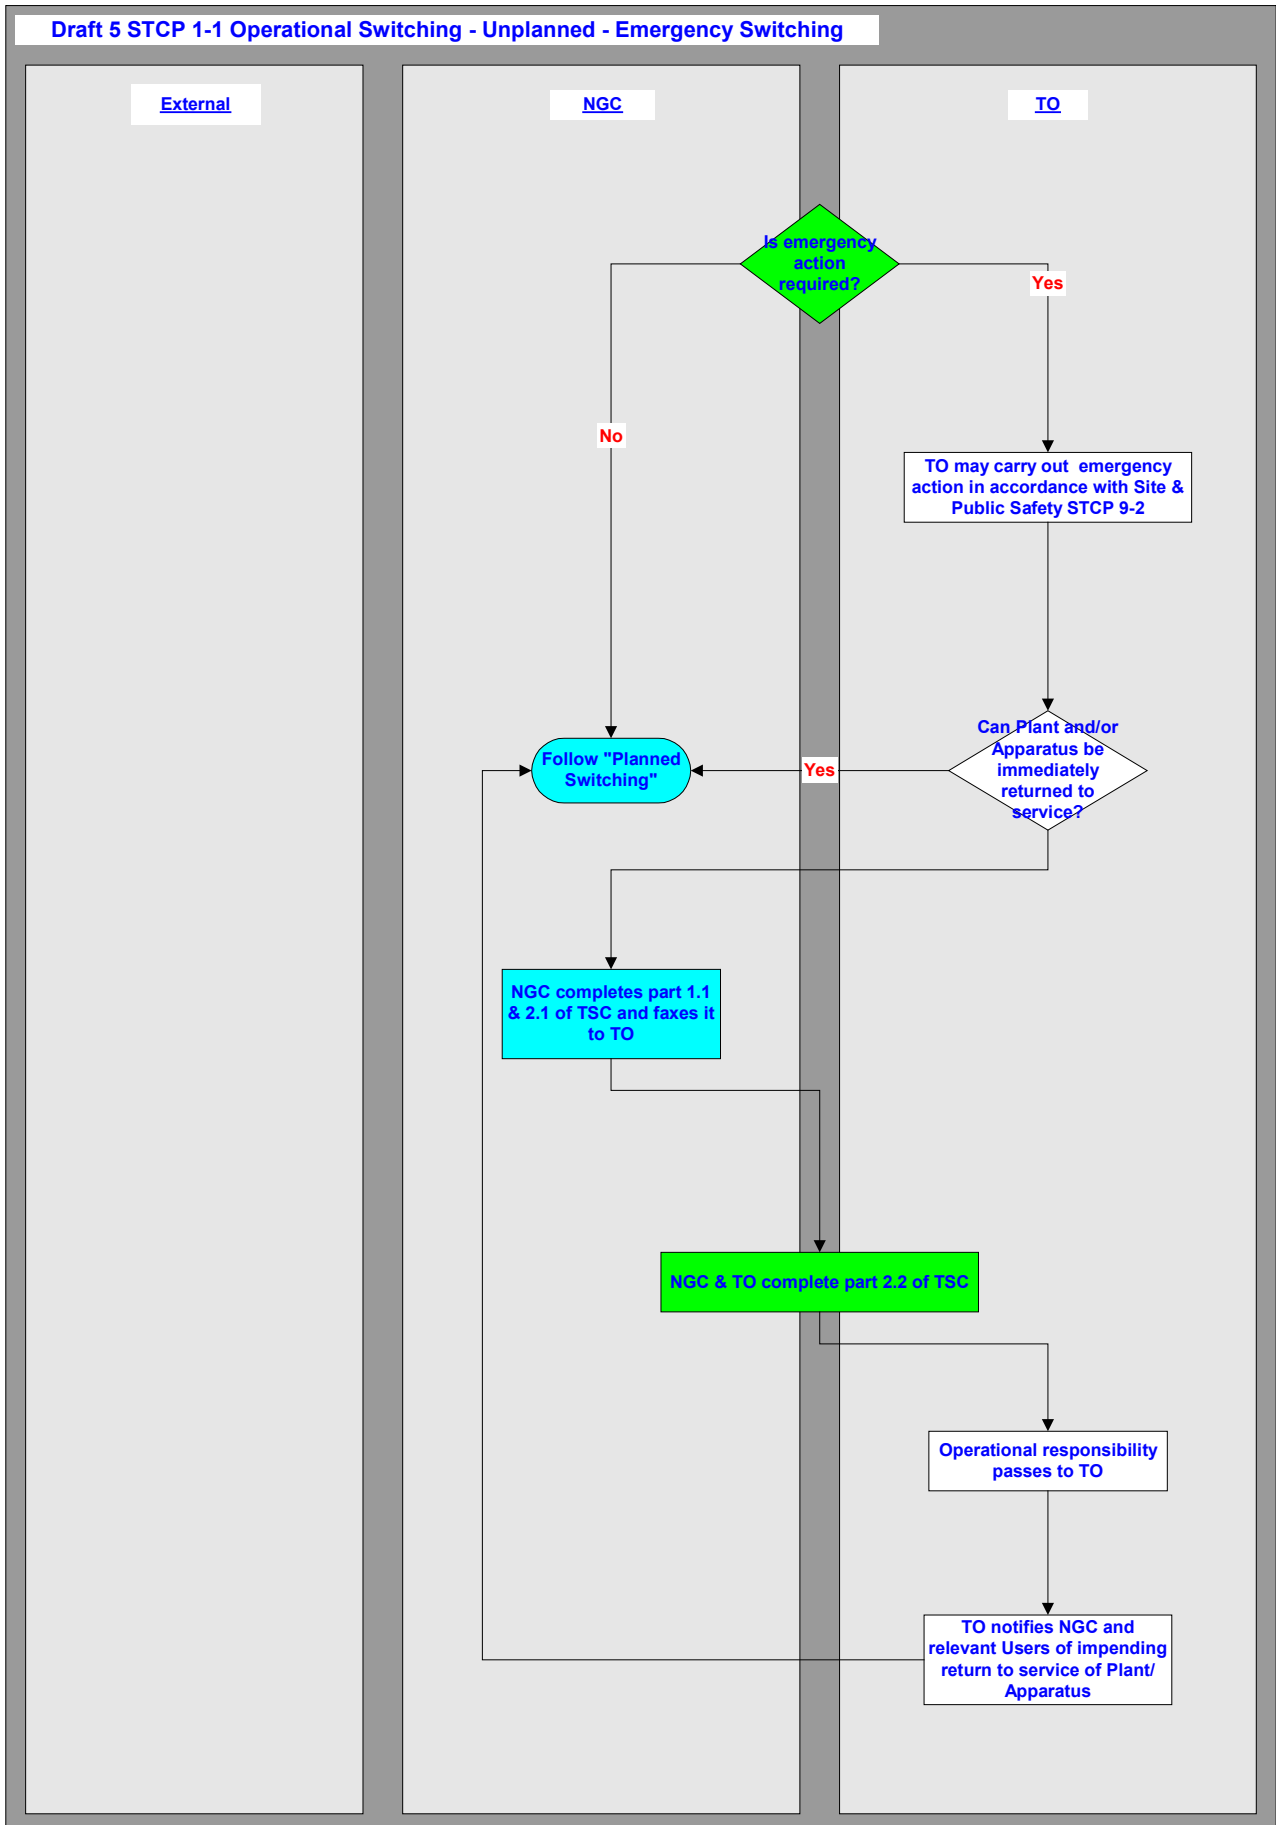 Draft 5 STCP 1-1 Operational Switching - Unplanned - Emergency Switching
External
NGC
TO
Is emergency
action
required?
Yes
No
TO may carry out  emergency
action in accordance with Site &
Public Safety STCP 9-2
Can Plant and/or
Apparatus be
immediately
returned to
service?
Yes
Follow "Planned
Switching"
NGC completes part 1.1
& 2.1 of TSC and faxes it
to TO
NGC & TO complete part 2.2 of TSC
Operational responsibility
passes to TO
TO notifies NGC and
relevant Users of impending
return to service of Plant/
Apparatus